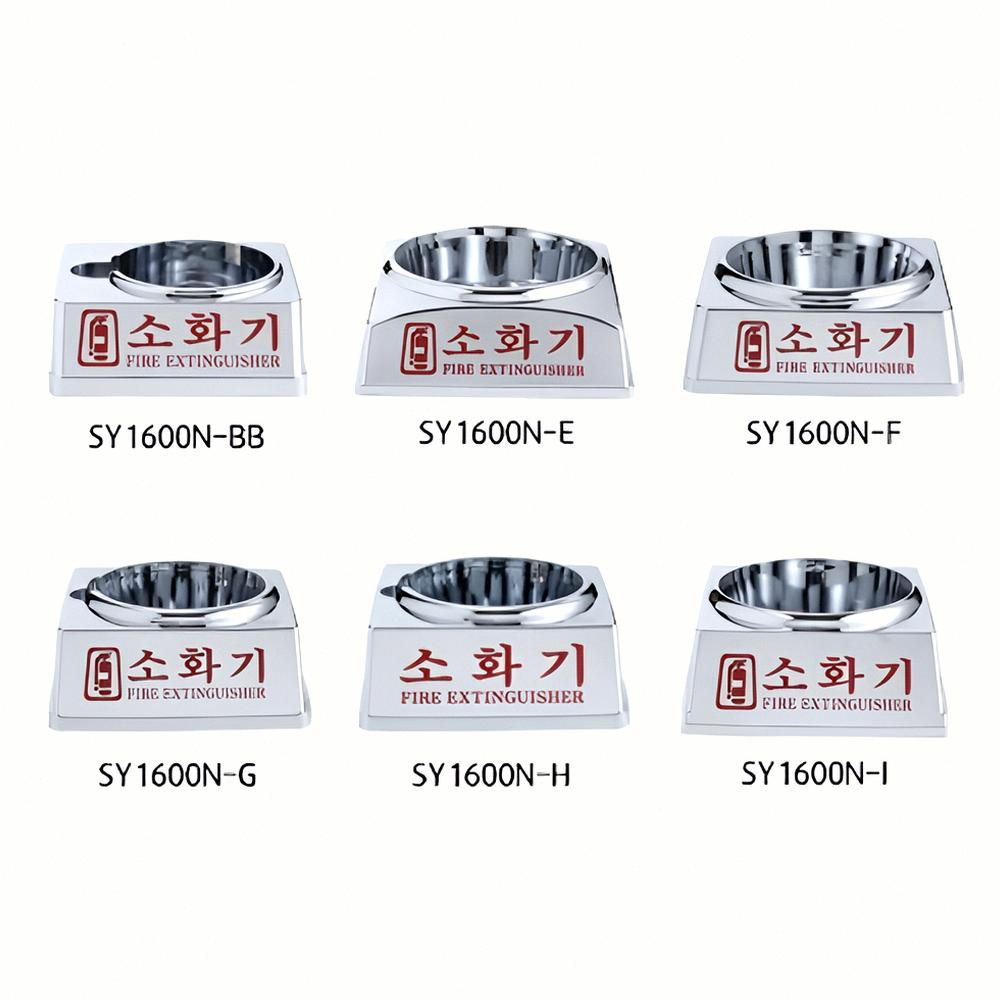 소화기
FIRE EXTINGUISHER
SY1600N-BB
소화기
FIRE EXTINGUISHER
SY1600N-E
소화기
FIRE EXTINGUISHER
SY1600N-F
소화기
FIRE EXTINGUISHER
SY1600N-G
소화기
FIRE EXTINGUISHER
SY1600N-H
소화기
FIRE EXTINGUISHER
SY1600N-I